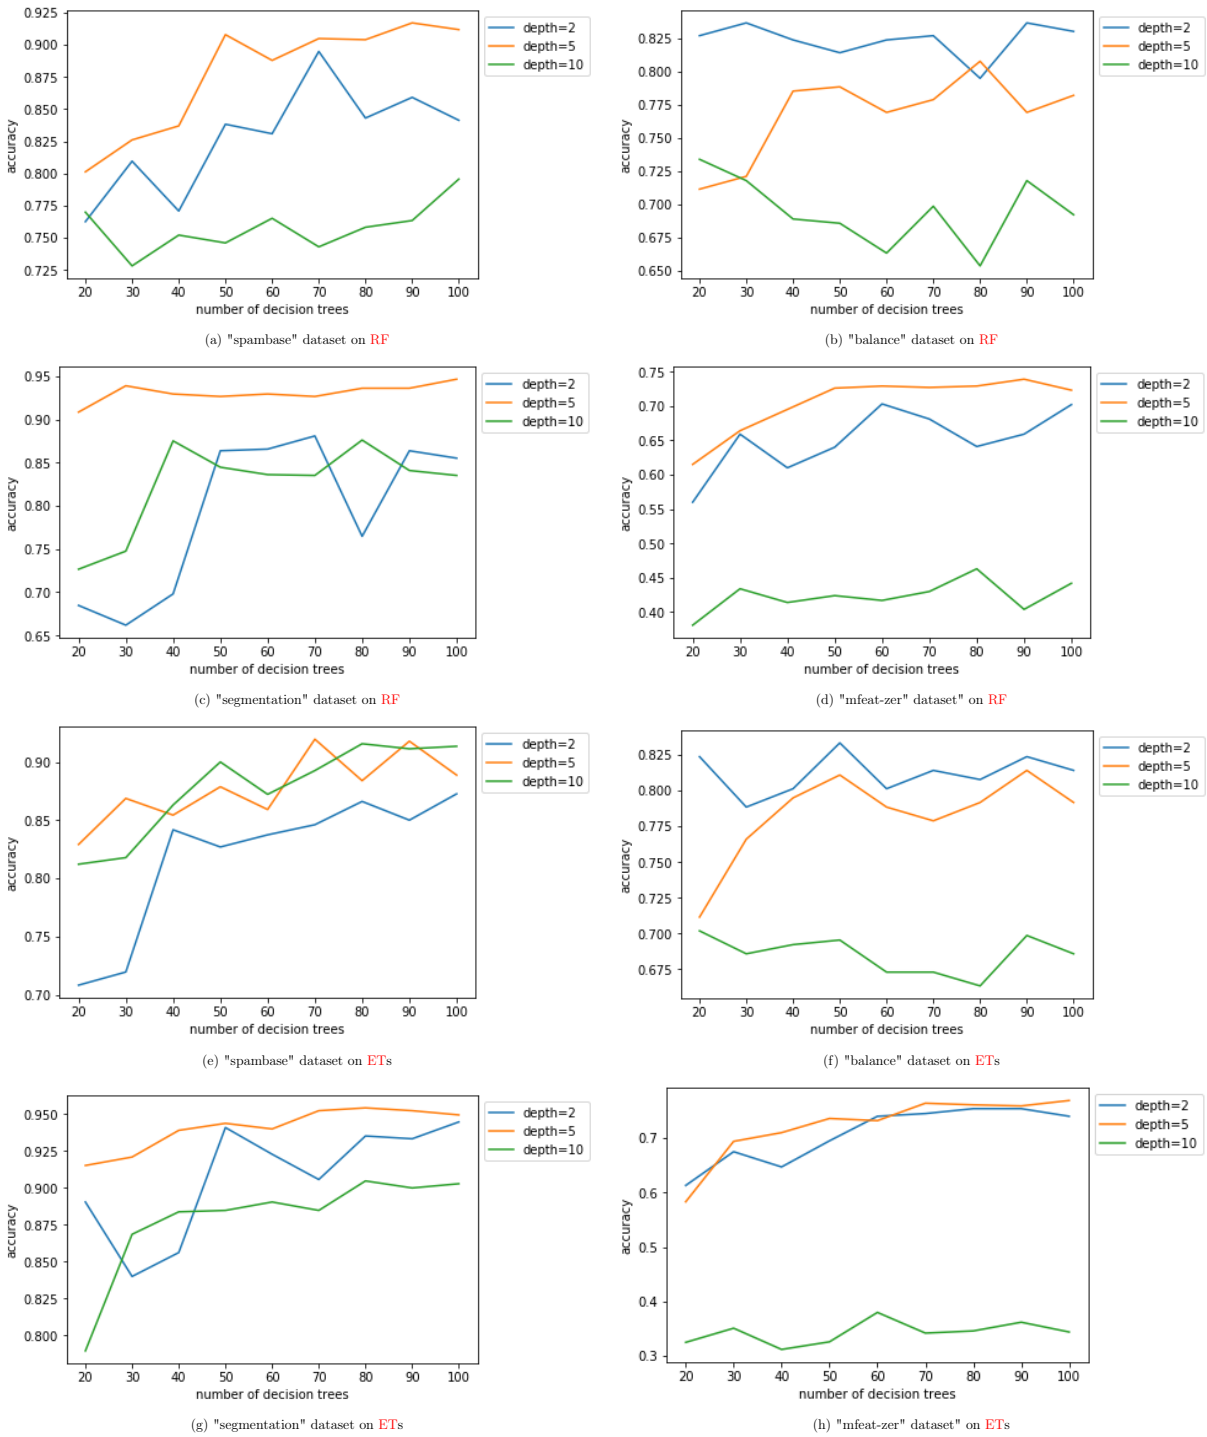 0.925
0.900
0.875
0.850
0.825
0.800
0.775
0.750
0.725
accuracy
20 30 40 50 60 70 80 90 100
number of decision trees
depth=2
depth=5
depth=10
(a) "spambase" dataset on RF
0.825
0.800
0.775
0.750
0.725
0.700
0.675
0.650
accuracy
20 30 40 50 60 70 80 90 100
number of decision trees
depth=2
depth=5
depth=10
(b) "balance" dataset on RF
0.95
0.90
0.85
0.80
0.75
0.70
0.65
accuracy
20 30 40 50 60 70 80 90 100
number of decision trees
depth=2
depth=5
depth=10
(c) "segmentation" dataset on RF
0.75
0.70
0.65
0.60
0.55
0.50
0.45
0.40
accuracy
20 30 40 50 60 70 80 90 100
number of decision trees
depth=2
depth=5
depth=10
(d) "mfeat-zer" dataset" on RF
0.90
0.85
0.80
0.75
0.70
accuracy
20 30 40 50 60 70 80 90 100
number of decision trees
depth=2
depth=5
depth=10
(e) "spambase" dataset on ETs
0.825
0.800
0.775
0.750
0.725
0.700
0.675
accuracy
20 30 40 50 60 70 80 90 100
number of decision trees
depth=2
depth=5
depth=10
(f) "balance" dataset on ETs
0.950
0.925
0.900
0.875
0.850
0.825
0.800
accuracy
20 30 40 50 60 70 80 90 100
number of decision trees
depth=2
depth=5
depth=10
(g) "segmentation" dataset on ETs
0.7
0.6
0.5
0.4
0.3
accuracy
20 30 40 50 60 70 80 90 100
number of decision trees
depth=2
depth=5
depth=10
(h) "mfeat-zer" dataset" on ETs